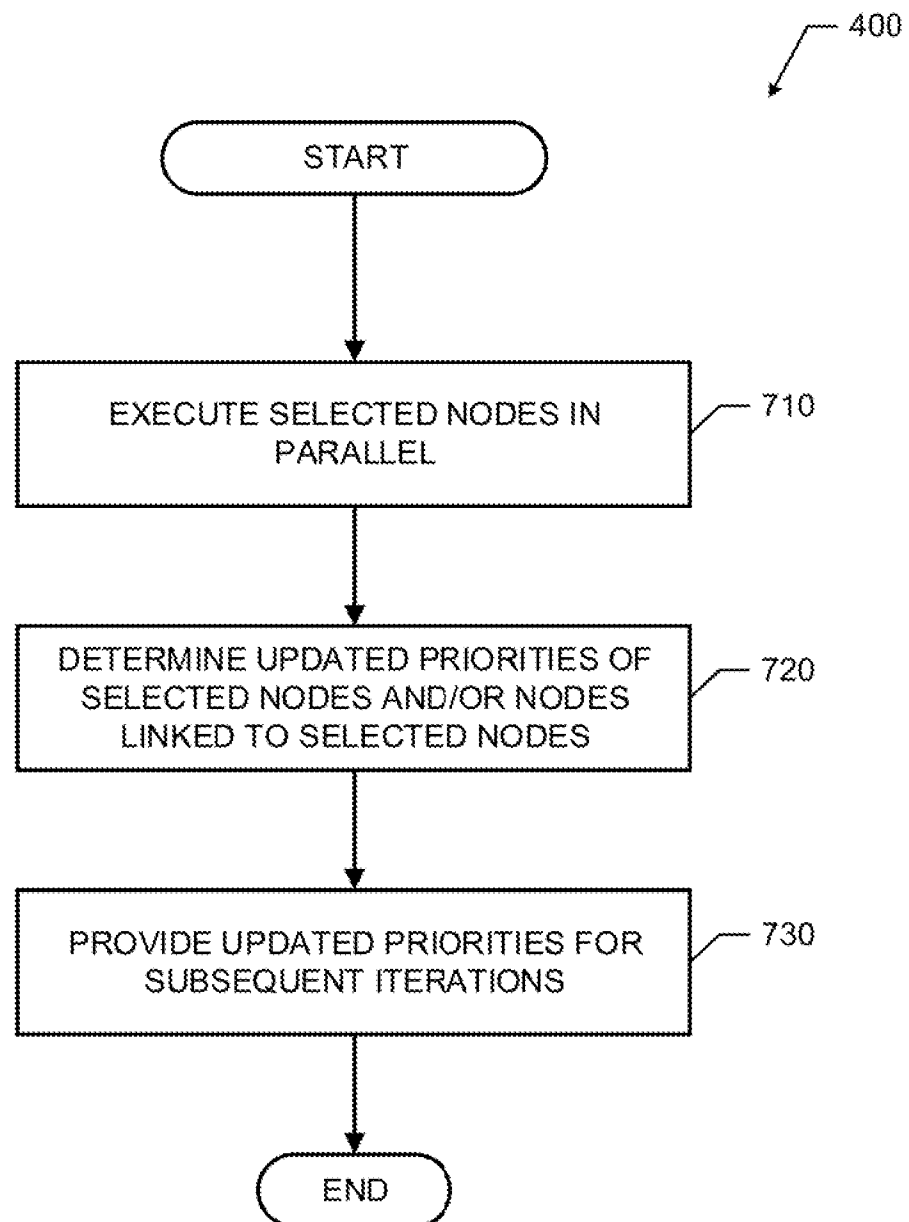 400
START
EXECUTE SELECTED NODES IN
PARALLEL
710
DETERMINE UPDATED PRIORITIES OF
SELECTED NODES AND/OR NODES
LINKED TO SELECTED NODES
720
PROVIDE UPDATED PRIORITIES FOR
SUBSEQUENT ITERATIONS
730
END